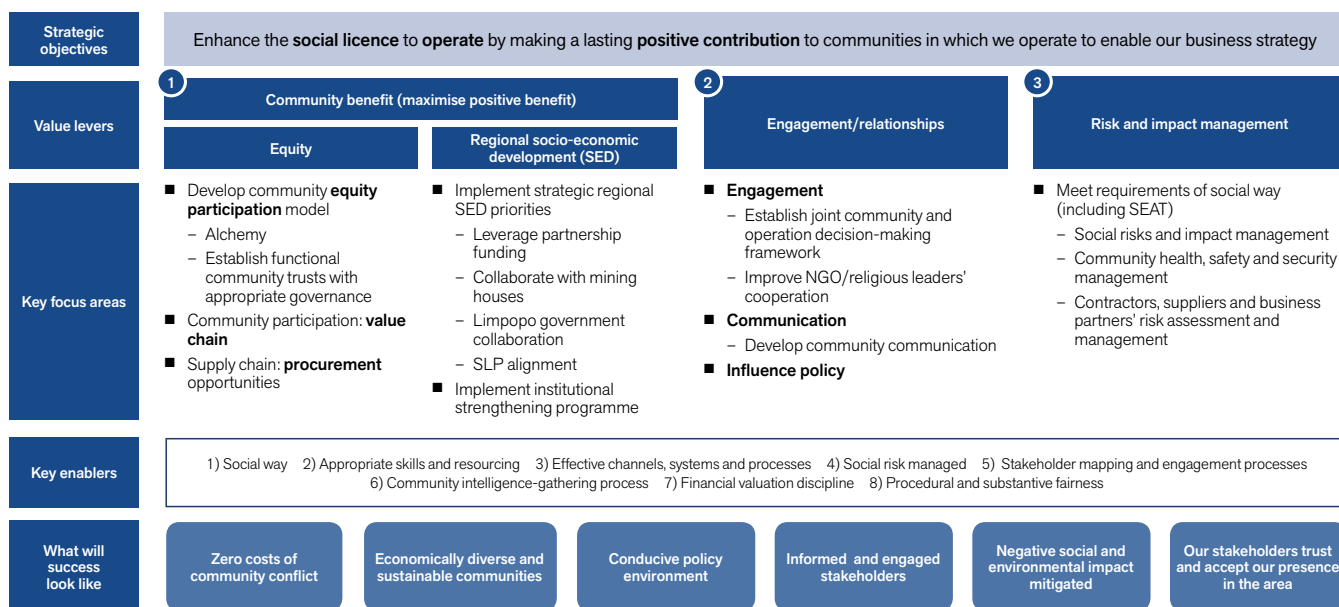 Strategic
objectives
Enhance the social licence to operate by making a lasting positive contribution to communities in which we operate to enable our business strategy
Value levers
1
Community benefit (maximise positive benefit)
Equity
Regional socio-economic
development (SED)
2
Engagement/relationships
3
Risk and impact management
Key focus areas
■ Develop community equity
participation model
– Alchemy
– Establish functional
community trusts with
appropriate governance
■ Community participation: value
chain
■ Supply chain: procurement
opportunities
■ Implement strategic regional
SED priorities
– Leverage partnership
funding
– Collaborate with mining
houses
– Limpopo government
collaboration
– SLP alignment
■ Implement institutional
strengthening programme
■ Engagement
– Establish joint community and
operation decision-making
framework
– Improve NGO/religious leaders'
cooperation
■ Communication
– Develop community communication
■ Influence policy
■ Meet requirements of social way
(including SEAT)
– Social risks and impact management
– Community health, safety and security
management
– Contractors, suppliers and business
partners' risk assessment and
management
Key enablers
1) Social way 2) Appropriate skills and resourcing 3) Effective channels, systems and processes 4) Social risk managed 5) Stakeholder mapping and engagement processes
6) Community intelligence-gathering process 7) Financial valuation discipline 8) Procedural and substantive fairness
What will
success
look like
Zero costs of
community conflict
Economically diverse and
sustainable communities
Conducive policy
environment
Informed and engaged
stakeholders
Negative social and
environmental impact
mitigated
Our stakeholders trust
and accept our presence
in the area